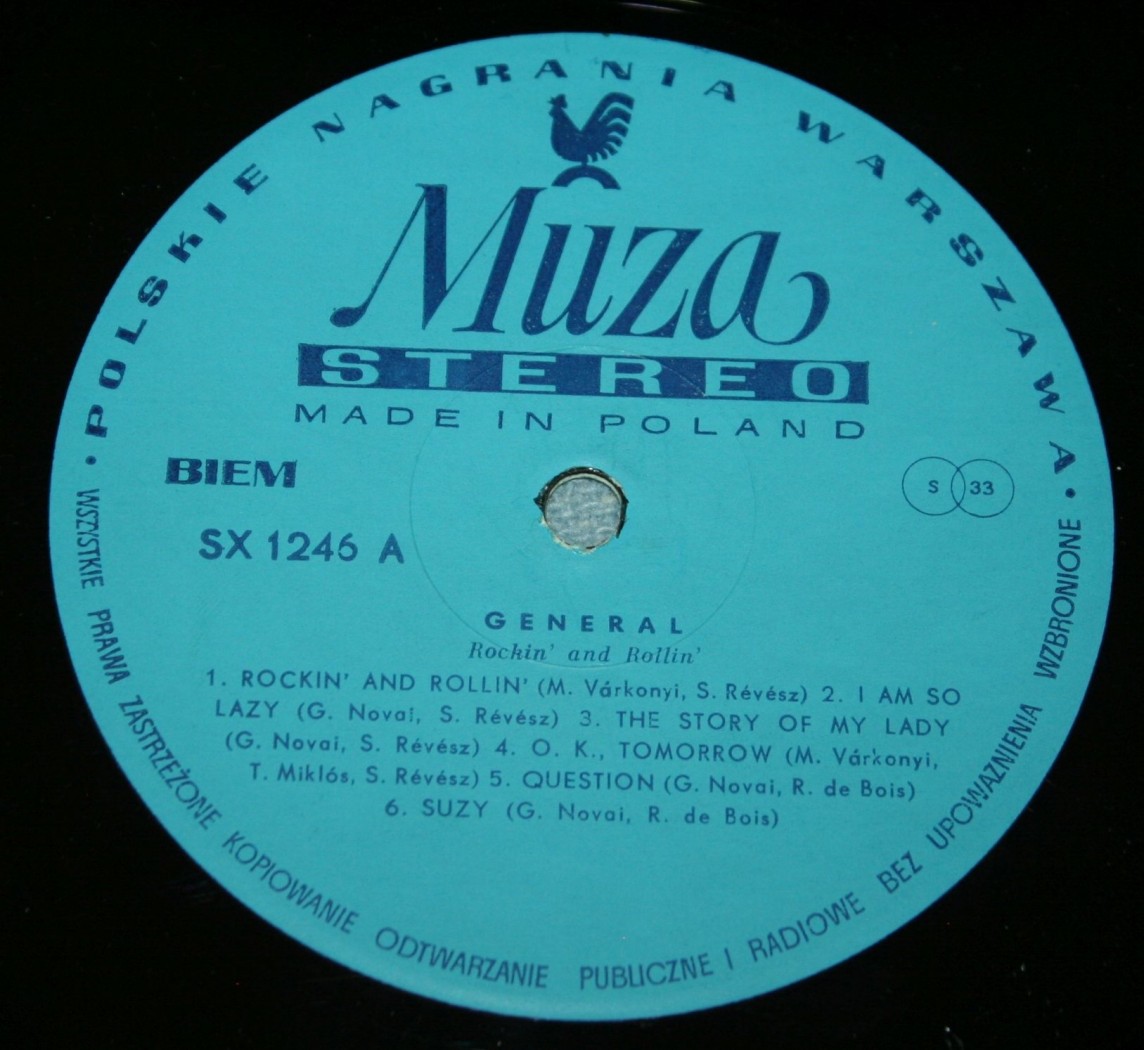 • POLSKIE NAGRANIA WARSZAWA •
Muza
STEREO
MADE IN POLAND
BIEM
S 33
SX 1246 A
GENERAL
Rockin' and Rollin'
1. ROCKIN' AND ROLLIN' (M. Várkonyi, S. Révész) 2. I AM SO
LAZY (G. Novai, S. Révész) 3. THE STORY OF MY LADY
(G. Novai, S. Révész) 4. O. K., TOMORROW (M. Várkonyi,
T. Miklós, S. Révész) 5. QUESTION (G. Novai, R. de Bois)
6. SUZY (G. Novai, R. de Bois)
WSZYSTKIE PRAWA ZASTRZEŻONE KOPIOWANIE ODTWARZANIE PUBLICZNE I RADIOWE BEZ UPOWAŻNIENIA WZBRONIONE